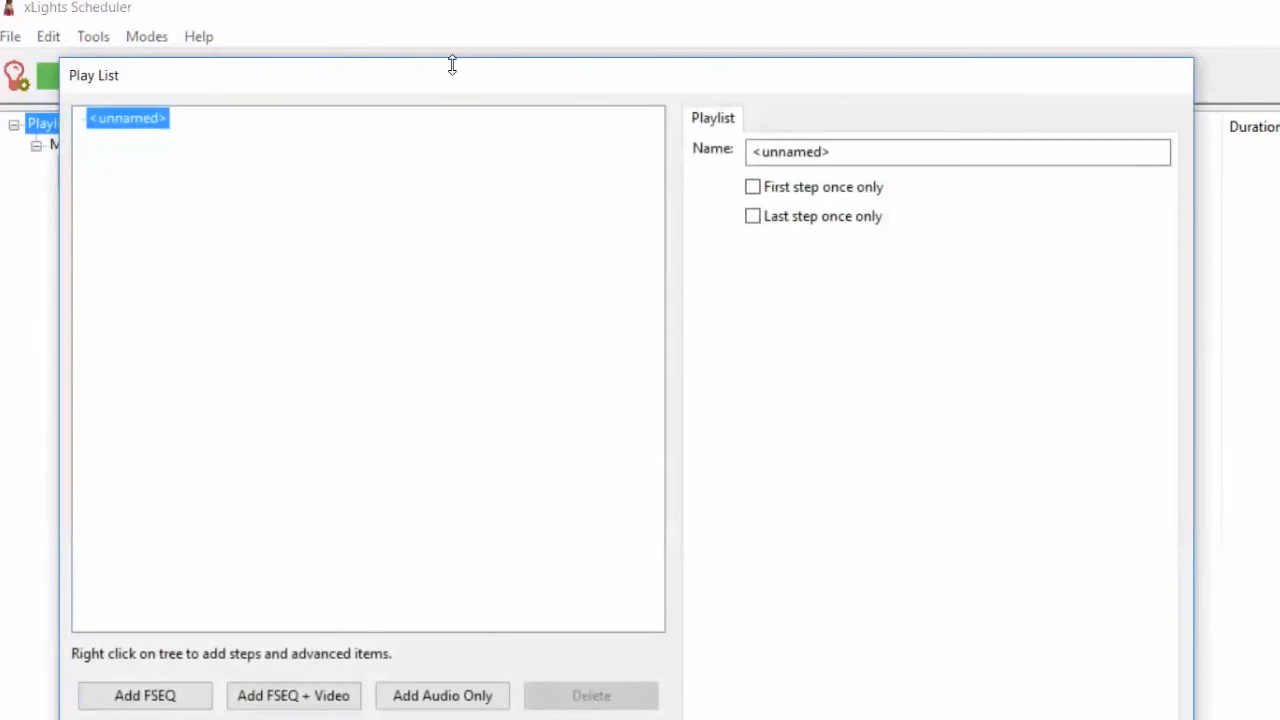 xLights Scheduler
File Edit Tools Modes Help
Play List
<unnamed>
Playlist
Name: <unnamed>
First step once only
Last step once only
Playl
M
Duration
Right click on tree to add steps and advanced items.
Add FSEQ Add FSEQ + Video Add Audio Only Delete